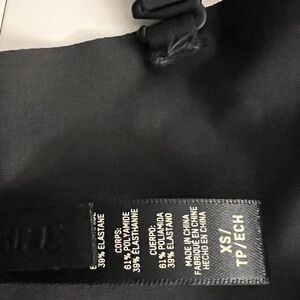 39% ELASTANE
CORPS:
61% POLYAMIDE
39% ÉLASTHANNE
CUERPO:
61% POLIAMIDA
39% ELASTANO
MADE IN CHINA
FABRIQUÉ EN CHINE
HECHO EN CHINA
XS/
TP/ECH